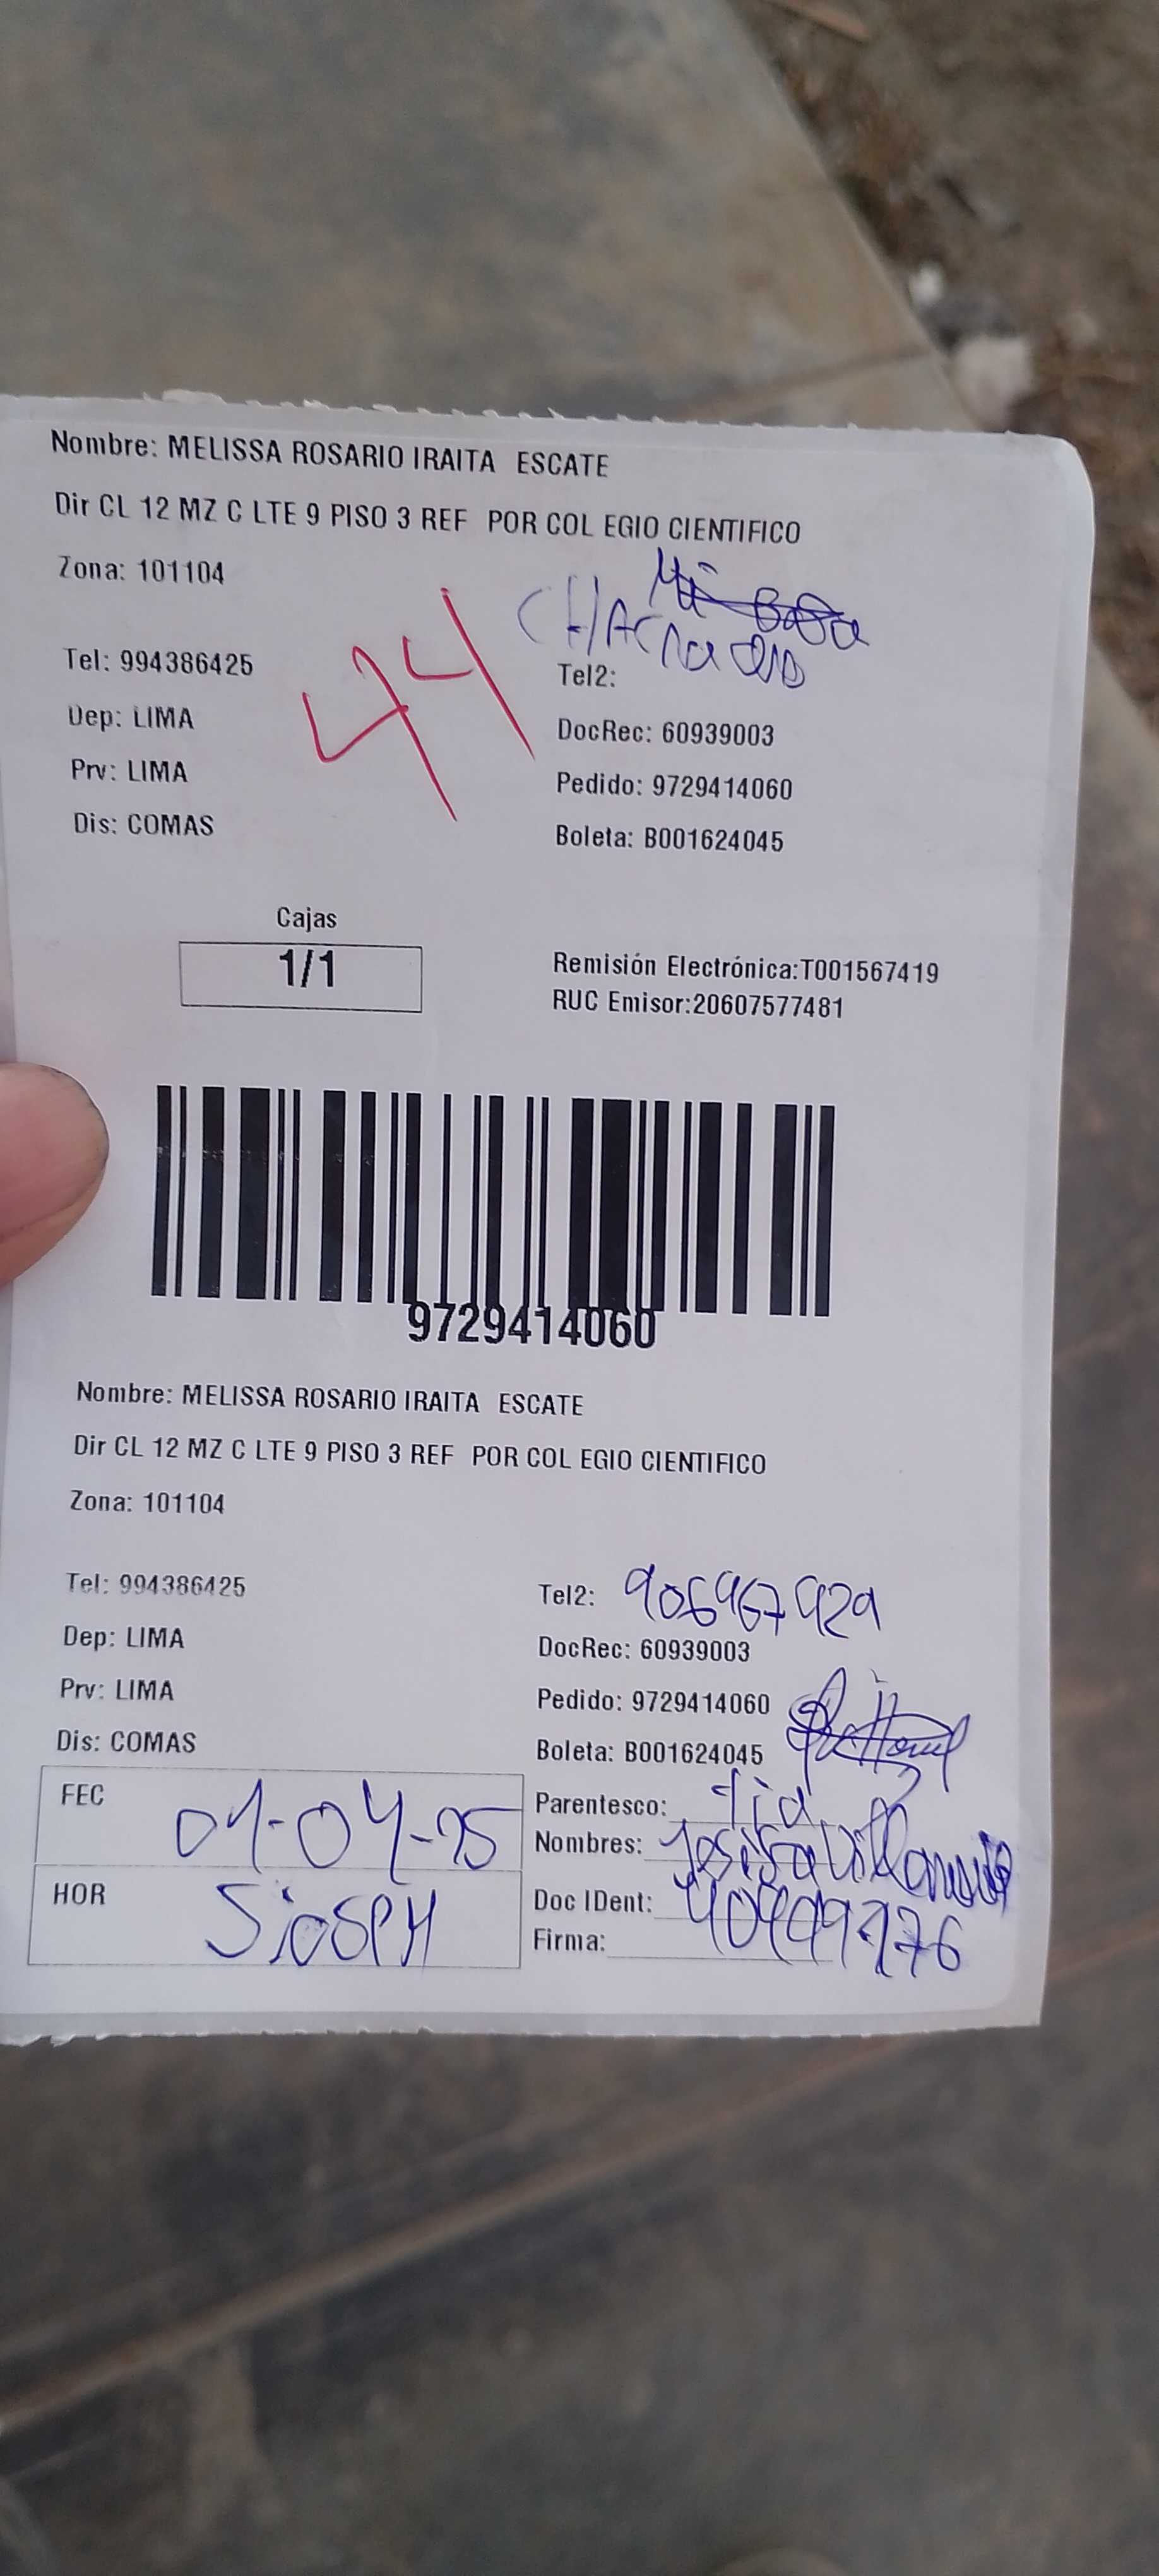 Nombre: MELISSA ROSARIO IRAITA ESCATE
Dir CL 12 MZ C LTE 9 PISO 3 REF POR COL EGIO CIENTIFICO
Zona: 101104
44
Tel: 994386425
Tel2:
Dep: LIMA
DocRec: 60939003
Prv: LIMA
Pedido: 9729414060
Dis: COMAS
Boleta: B001624045
Cajas
1/1
Remisión Electrónica:T001567419
RUC Emisor:20607577481
9729414060
Nombre: MELISSA ROSARIO IRAITA ESCATE
Dir CL 12 MZ C LTE 9 PISO 3 REF POR COL EGIO CIENTIFICO
Zona: 101104
Tel: 994386425
Tel2: 906967929
Dep: LIMA
DocRec: 60939003
Prv: LIMA
Pedido: 9729414060
Dis: COMAS
Boleta: B001624045
FEC 01-04-25
Parentesco: Tia
Nombres:
HOR 5:05PM
Doc IDent:
Firma: